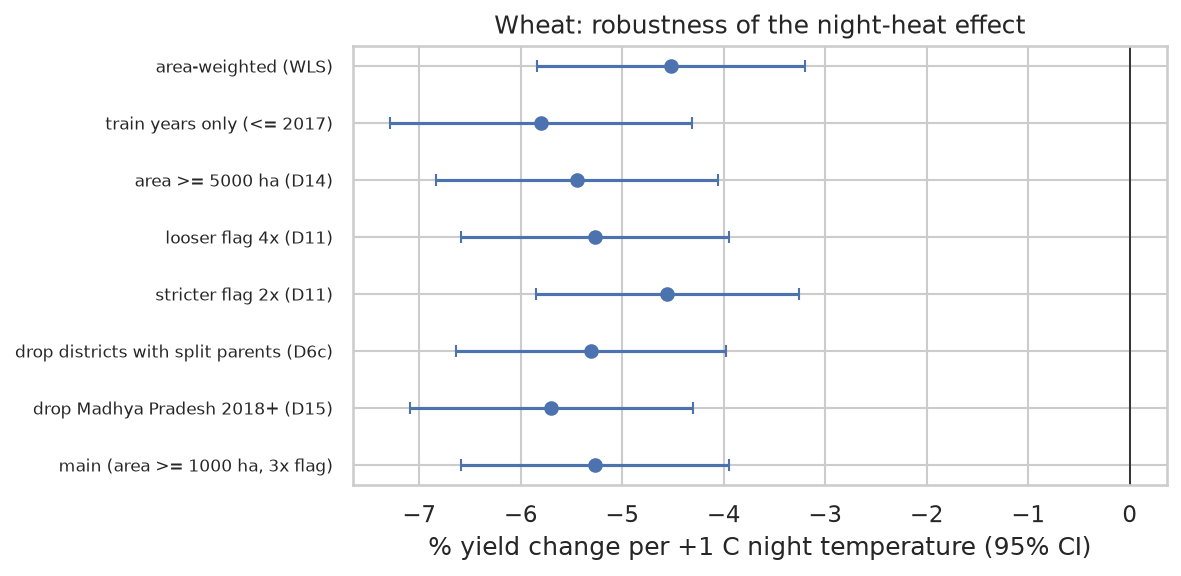 Wheat: robustness of the night-heat effect
area-weighted (WLS)
train years only (<= 2017)
area >= 5000 ha (D14)
looser flag 4x (D11)
stricter flag 2x (D11)
drop districts with split parents (D6c)
drop Madhya Pradesh 2018+ (D15)
main (area >= 1000 ha, 3x flag)
−7 −6 −5 −4 −3 −2 −1 0
% yield change per +1 C night temperature (95% CI)